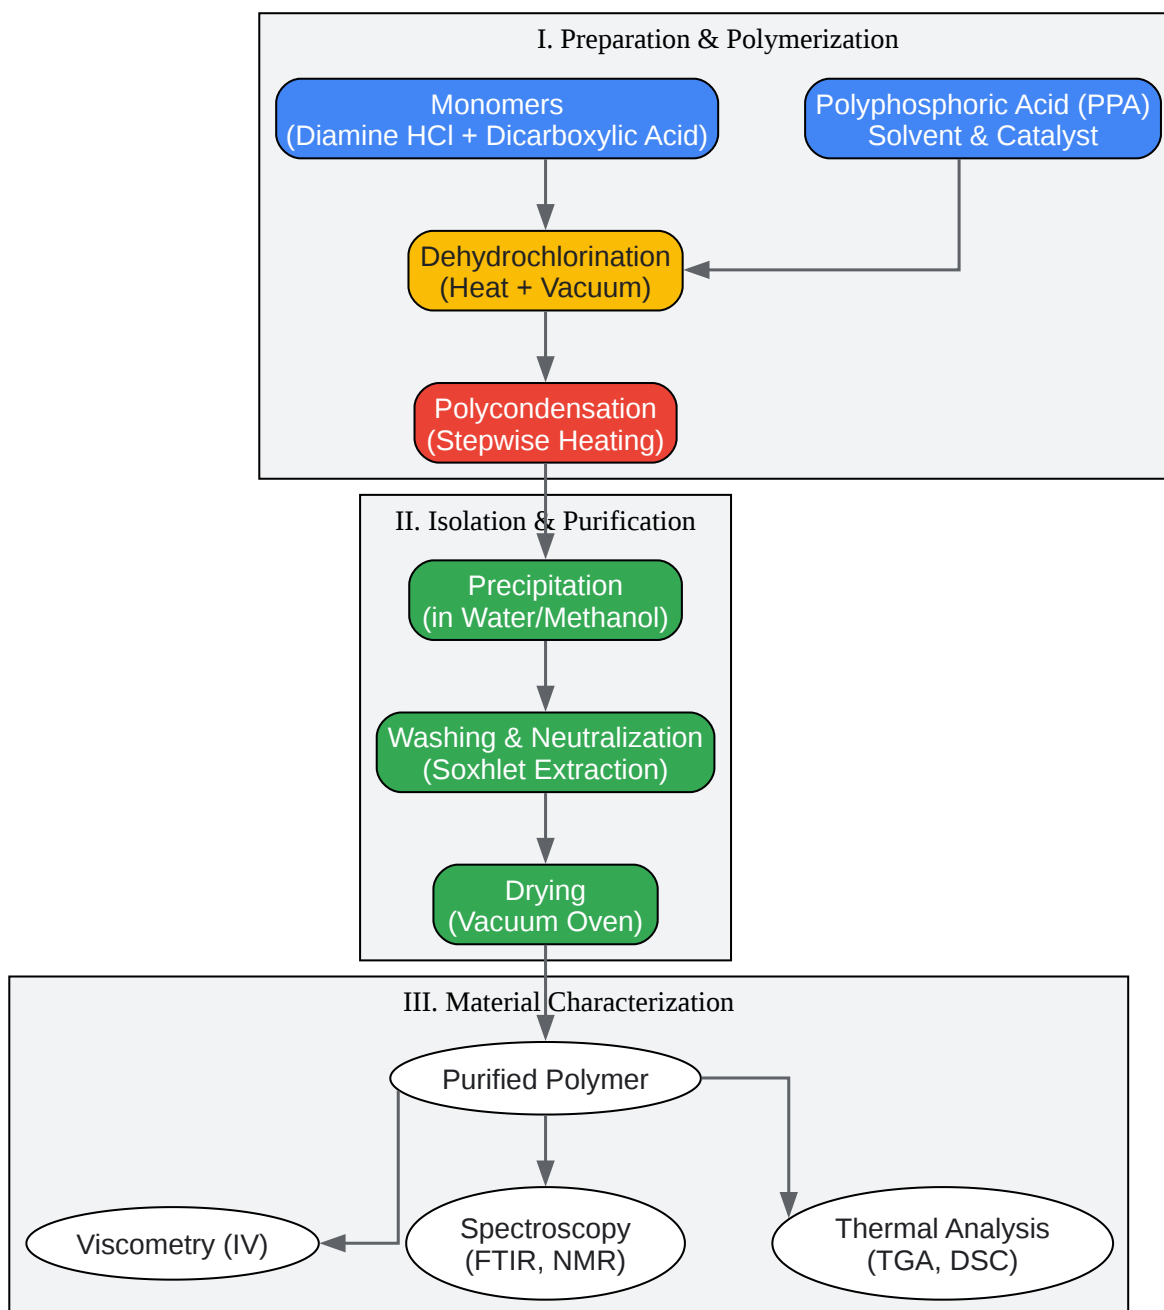 I. Preparation & Polymerization
Monomers
(Diamine HCl + Dicarboxylic Acid)
Polyphosphoric Acid (PPA)
Solvent & Catalyst
Dehydrochlorination
(Heat + Vacuum)
Polycondensation
(Stepwise Heating)
II. Isolation & Purification
Precipitation
(in Water/Methanol)
Washing & Neutralization
(Soxhlet Extraction)
Drying
(Vacuum Oven)
III. Material Characterization
Purified Polymer
Viscometry (IV)
Spectroscopy
(FTIR, NMR)
Thermal Analysis
(TGA, DSC)